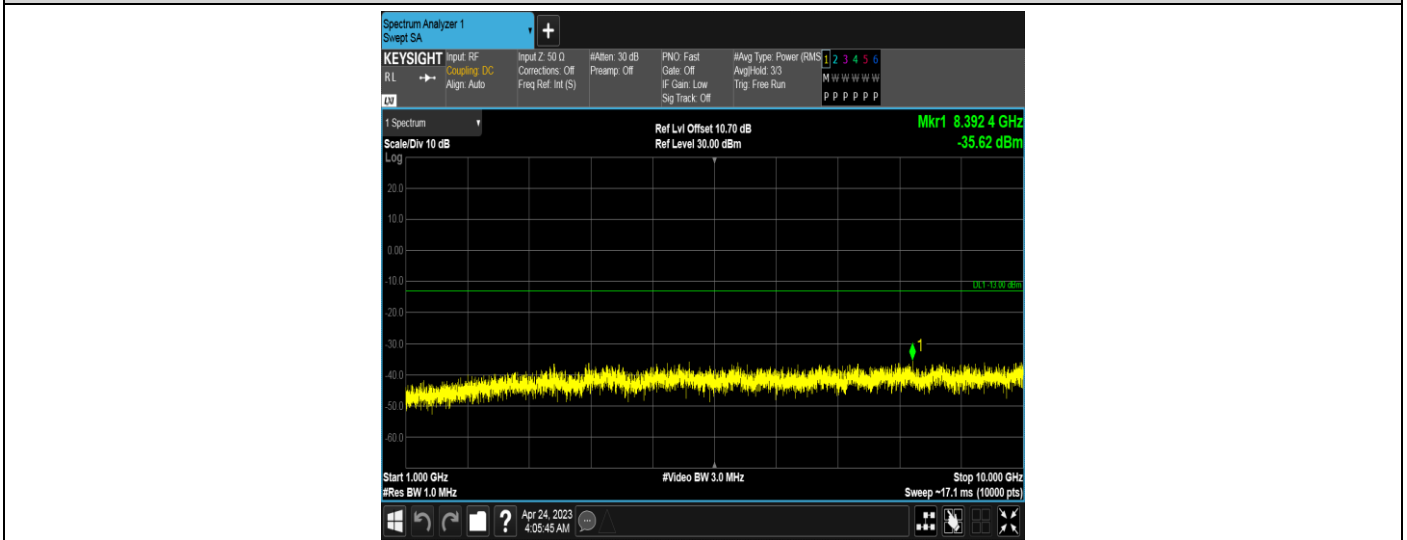 Spectrum Analyzer 1
Swept SA
+
KEYSIGHT
RL
LXI
Input: RF
Coupling: DC
Align: Auto
Input Z: 50 Ω
Corrections: Off
Freq Ref: Int (S)
#Atten: 30 dB
Preamp: Off
PNO: Fast
Gate: Off
IF Gain: Low
Sig Track: Off
#Avg Type: Power (RMS
Avg|Hold: 3/3
Trig: Free Run
1 2 3 4 5 6
M W W W W W
P P P P P P
1 Spectrum
Scale/Div 10 dB
Log
Ref Lvl Offset 10.70 dB
Ref Level 30.00 dBm
Mkr1 8.392 4 GHz
-35.62 dBm
20.0
10.0
0.00
-10.0
DL1 -13.00 dBm
-20.0
-30.0
1
-40.0
-50.0
-60.0
Start 1.000 GHz
#Res BW 1.0 MHz
#Video BW 3.0 MHz
Stop 10.000 GHz
Sweep ~17.1 ms (10000 pts)
?
Apr 24, 2023
4:05:45 AM